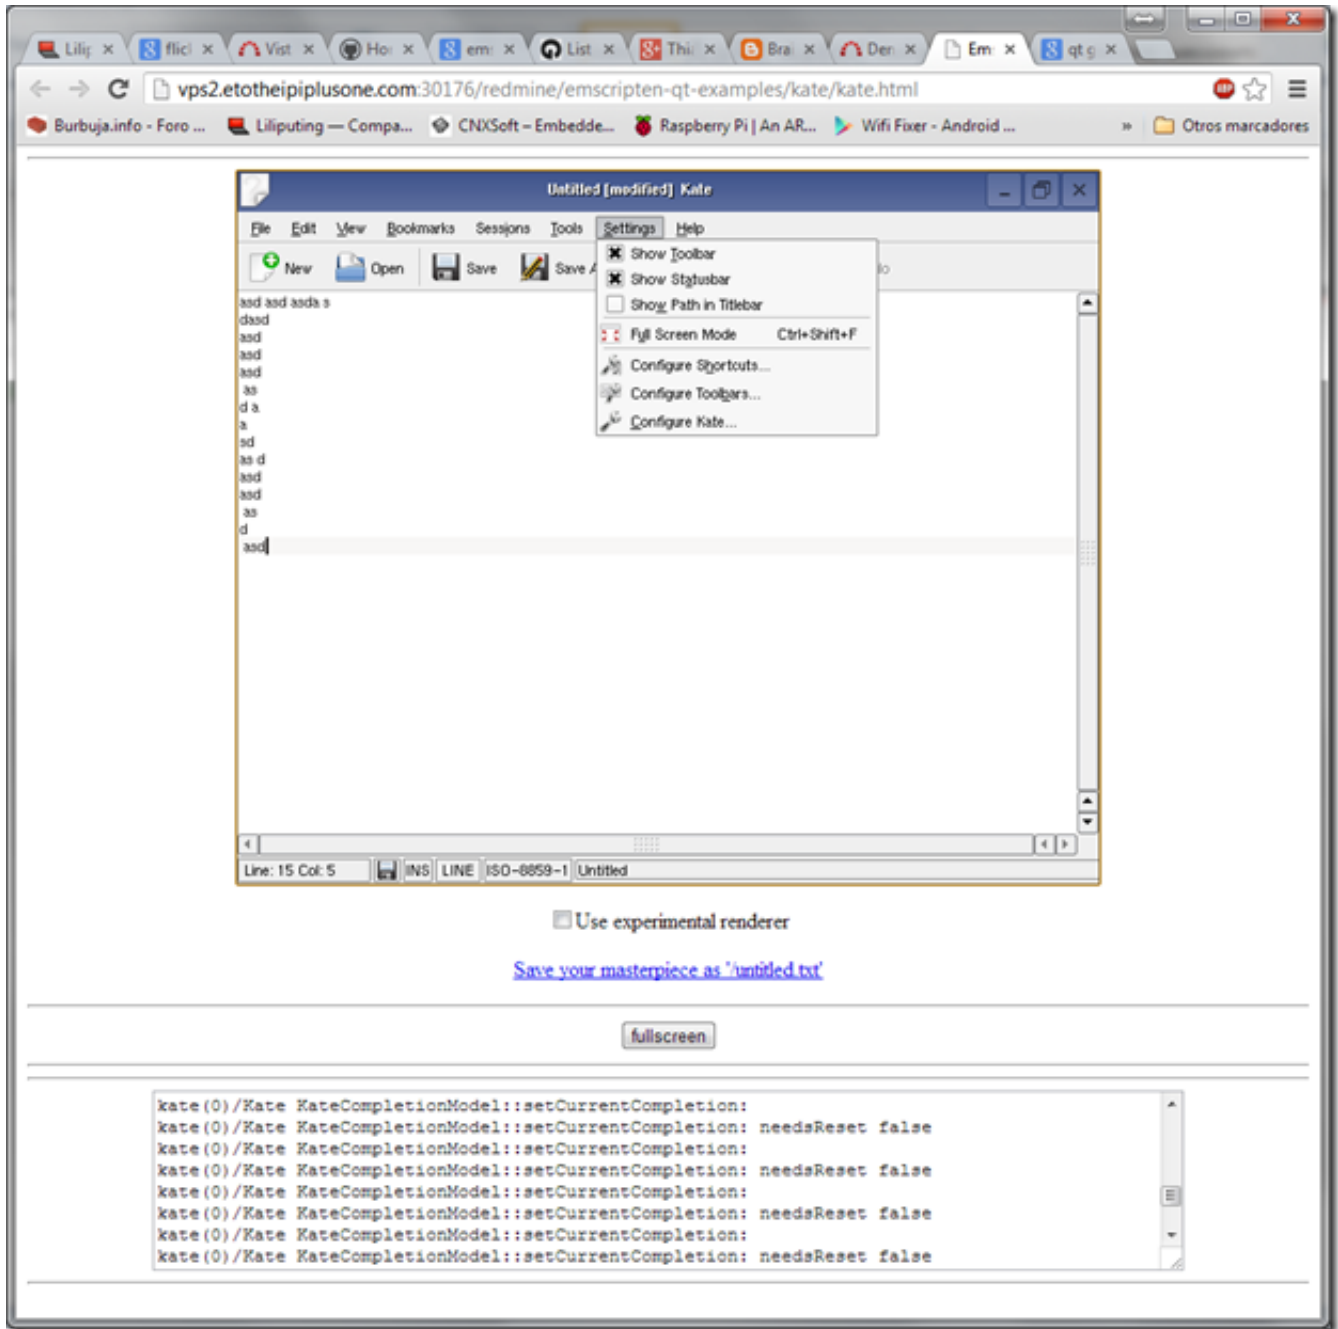 Lili
flicl
Vist
Ho
em
List
Thi
Bra
Der
Em
qt g
vps2.etotheipiplusone.com:30176/redmine/emscripten-qt-examples/kate/kate.html
ABP
Burbuja.info - Foro ... Liliputing — Compa... CNXSoft – Embedde... Raspberry Pi | An AR... Wifi Fixer - Android ... » Otros marcadores
Untitled [modified] Kate
File Edit View Bookmarks Sessions Tools Settings Help
New Open Save Save A
Show Toolbar
Show Statusbar
Show Path in Titlebar
Full Screen Mode Ctrl+Shift+F
Configure Shortcuts...
Configure Toolbars...
Configure Kate...
asd asd asda s
dasd
asd
asd
asd
as
d a
a
sd
as d
asd
asd
as
d
asd
Line: 15 Col: 5 INS LINE ISO-8859-1 Untitled
Use experimental renderer
Save your masterpiece as '/untitled.txt'
fullscreen
kate(0)/Kate KateCompletionModel::setCurrentCompletion:
kate(0)/Kate KateCompletionModel::setCurrentCompletion: needsReset false
kate(0)/Kate KateCompletionModel::setCurrentCompletion:
kate(0)/Kate KateCompletionModel::setCurrentCompletion: needsReset false
kate(0)/Kate KateCompletionModel::setCurrentCompletion:
kate(0)/Kate KateCompletionModel::setCurrentCompletion: needsReset false
kate(0)/Kate KateCompletionModel::setCurrentCompletion:
kate(0)/Kate KateCompletionModel::setCurrentCompletion: needsReset false